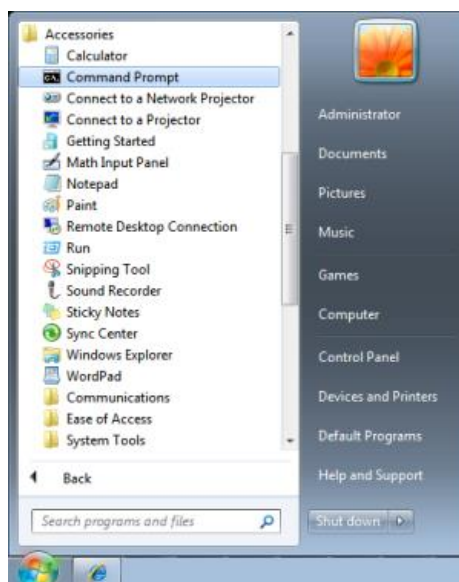 Accessories
Calculator
Command Prompt
Connect to a Network Projector
Connect to a Projector
Getting Started
Math Input Panel
Notepad
Paint
Remote Desktop Connection
Run
Snipping Tool
Sound Recorder
Sticky Notes
Sync Center
Windows Explorer
WordPad
Communications
Ease of Access
System Tools
Back
Search programs and files
Administrator
Documents
Pictures
Music
Games
Computer
Control Panel
Devices and Printers
Default Programs
Help and Support
Shut down